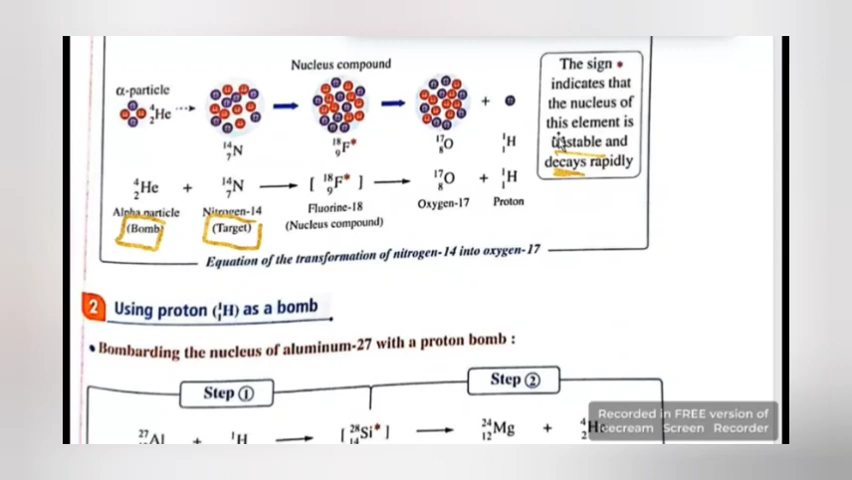 Nucleus compound
α-particle
⁴₂He
¹⁴₇N
¹⁸₉F*
¹⁷₈O
+
¹₁H
The sign *
indicates that
the nucleus of
this element is
unstable and
decays rapidly
⁴₂He + ¹⁴₇N ⟶ [ ¹⁸₉F* ] ⟶ ¹⁷₈O + ¹₁H
Alpha particle Nitrogen-14 Fluorine-18 Oxygen-17 Proton
(Bomb) (Target) (Nucleus compound)
Equation of the transformation of nitrogen-14 into oxygen-17
2 Using proton (¹₁H) as a bomb
• Bombarding the nucleus of aluminum-27 with a proton bomb :
Step ① Step ②
²⁷Al + ¹H ⟶ [ ²⁸₁₄Si* ] ⟶ ²⁴₁₂Mg + ⁴₂He
Recorded in FREE version of
Icecream Screen Recorder